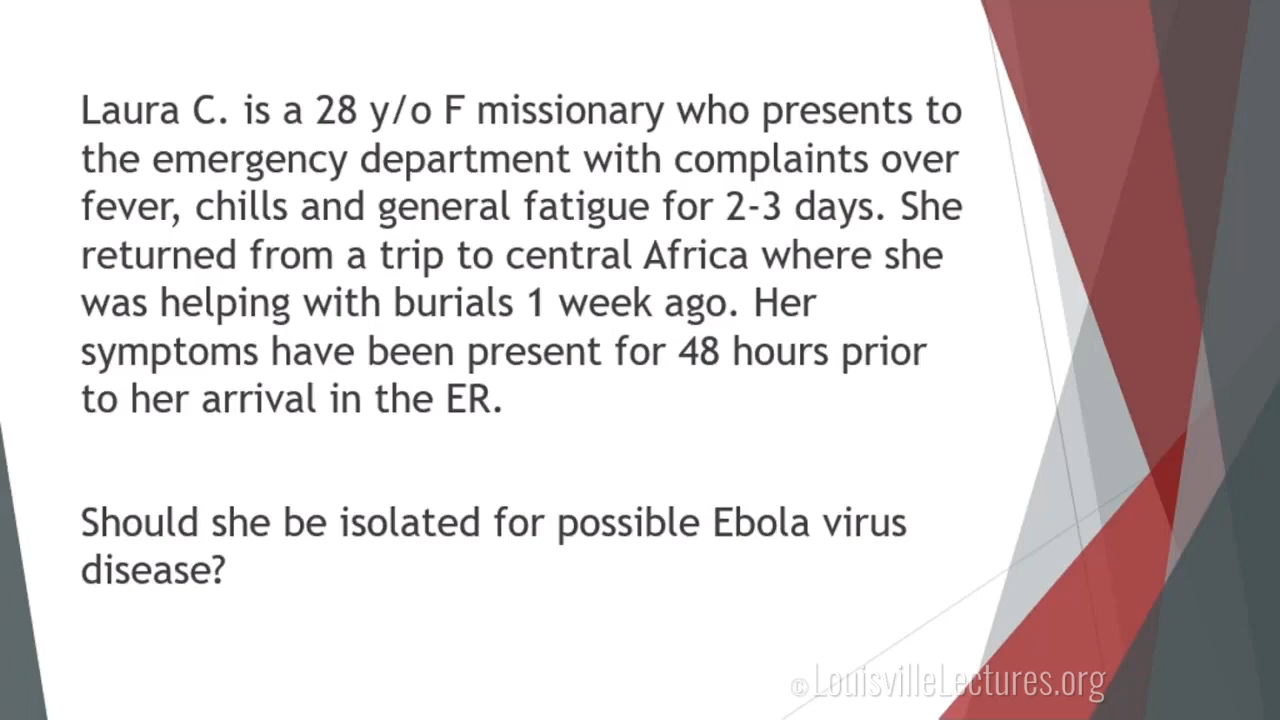 Laura C. is a 28 y/o F missionary who presents to
the emergency department with complaints over
fever, chills and general fatigue for 2-3 days. She
returned from a trip to central Africa where she
was helping with burials 1 week ago. Her
symptoms have been present for 48 hours prior
to her arrival in the ER.
Should she be isolated for possible Ebola virus
disease?
©LouisvilleLectures.org